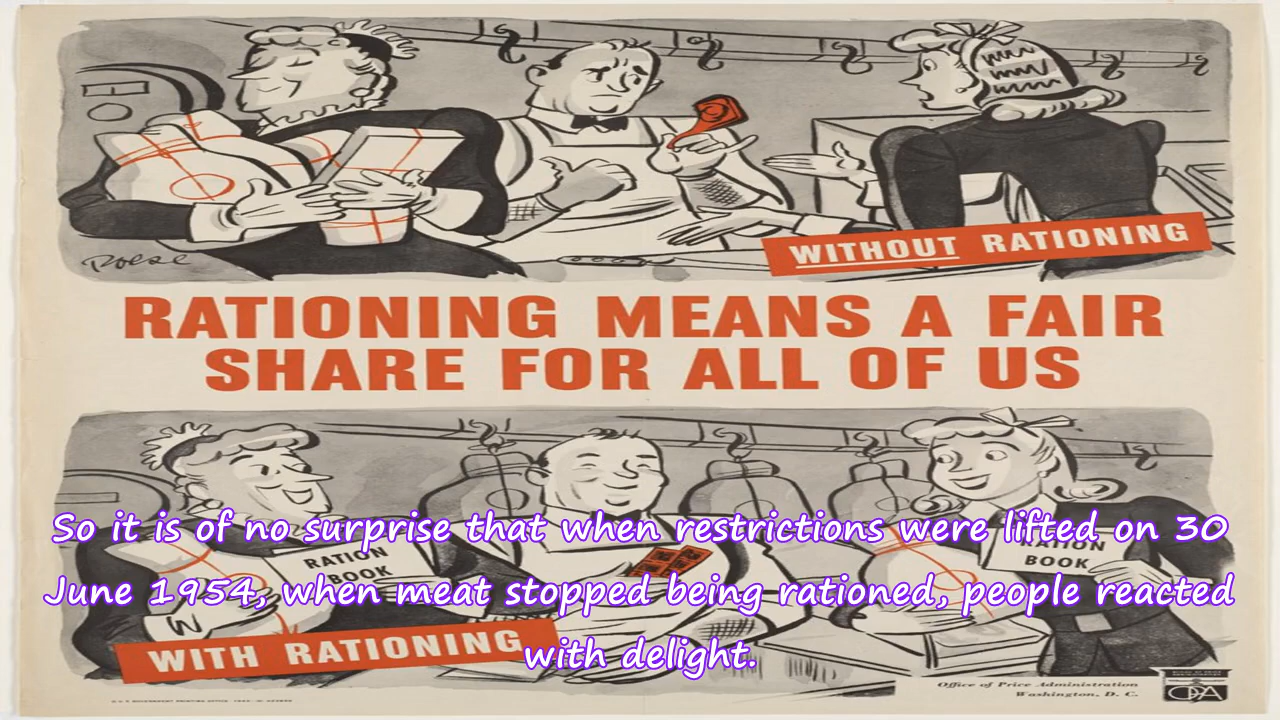 Roese
WITHOUT RATIONING
RATIONING MEANS A FAIR
SHARE FOR ALL OF US
RATION
BOOK
RATION
BOOK
So it is of no surprise that when restrictions were lifted on 30
June 1954, when meat stopped being rationed, people reacted
with delight.
WITH RATIONING
Office of Price Administration
Washington, D. C.
OPA